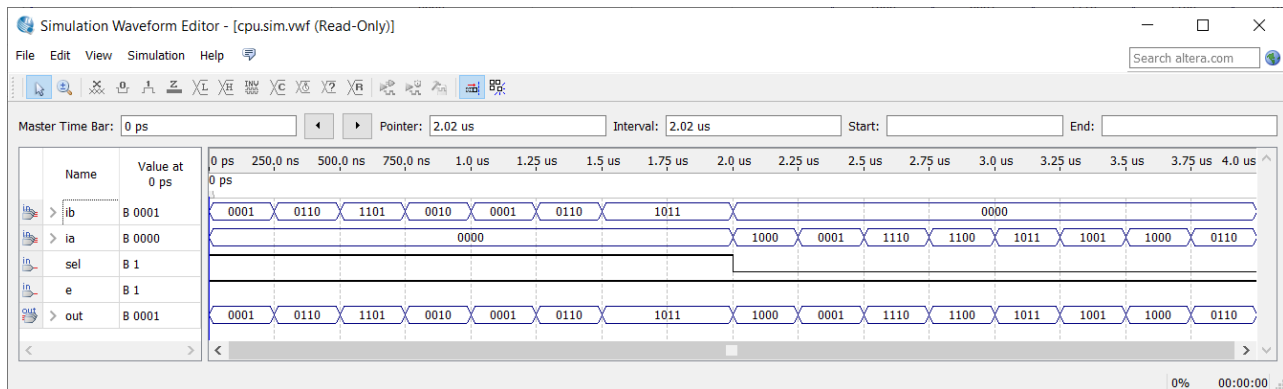 Simulation Waveform Editor - [cpu.sim.vwf (Read-Only)]
File Edit View Simulation Help
Search altera.com
Master Time Bar: 0 ps Pointer: 2.02 us Interval: 2.02 us Start: End:
Name Value at 0 ps
0 ps 250.0 ns 500.0 ns 750.0 ns 1.0 us 1.25 us 1.5 us 1.75 us 2.0 us 2.25 us 2.5 us 2.75 us 3.0 us 3.25 us 3.5 us 3.75 us 4.0 us
0 ps
ib B 0001 0001 0110 1101 0010 0001 0110 1011 0000
ia B 0000 0000 1000 0001 1110 1100 1011 1001 1000 0110
sel B 1
e B 1
out B 0001 0001 0110 1101 0010 0001 0110 1011 1000 0001 1110 1100 1011 1001 1000 0110
0% 00:00:00